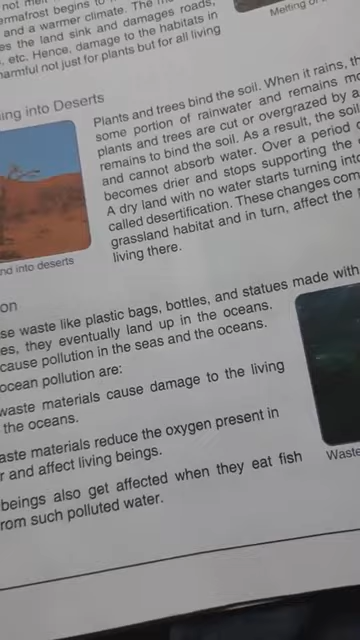 not melt
ermafrost begins to
and a warmer climate. The
es the land sink and damages roads,
, etc. Hence, damage to the habitats in
harmful not just for plants but for all living
Melting of
ning into Deserts
Plants and trees bind the soil. When it rains, th
some portion of rainwater and remains m
plants and trees are cut or overgrazed by a
remains to bind the soil. As a result, the soil
and cannot absorb water. Over a period
becomes drier and stops supporting the
A dry land with no water starts turning into
called desertification. These changes com
grassland habitat and in turn, affect the
living there.
nd into deserts
on
se waste like plastic bags, bottles, and statues made with
es, they eventually land up in the oceans.
cause pollution in the seas and the oceans.
ocean pollution are:
waste materials cause damage to the living
the oceans.
aste materials reduce the oxygen present in
r and affect living beings.
beings also get affected when they eat fish
rom such polluted water.
Waste